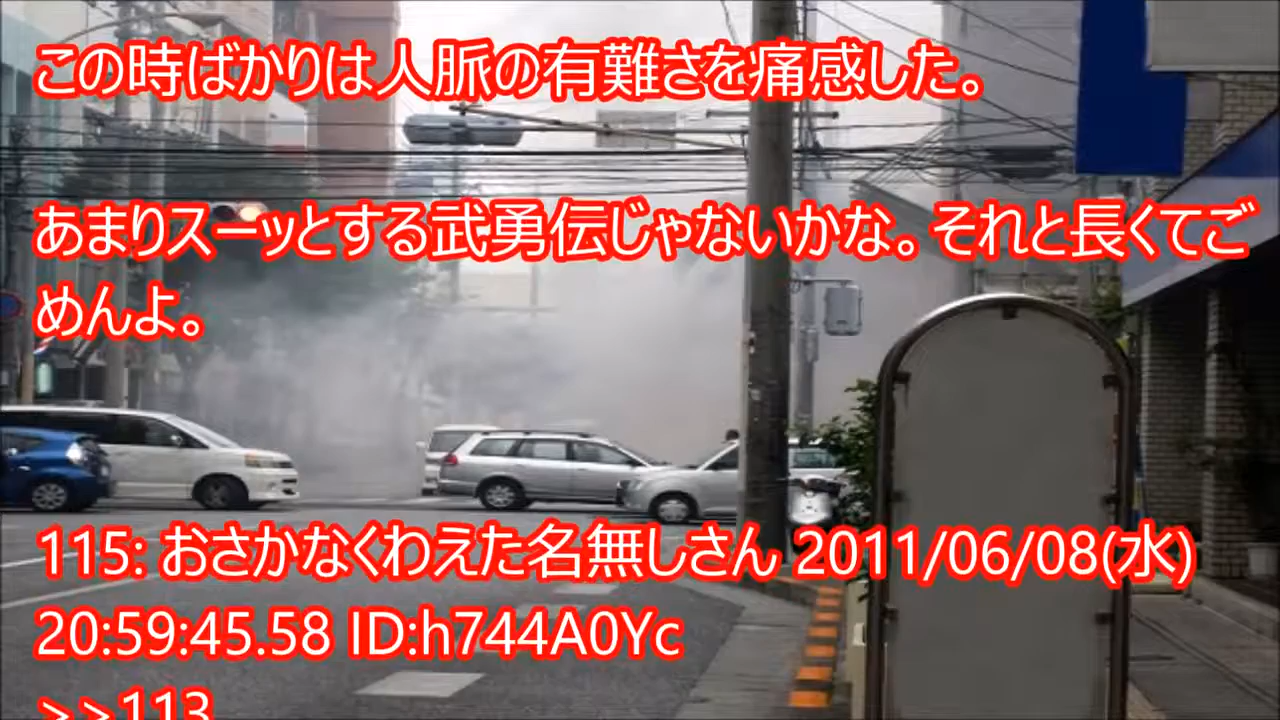 この時ばかりは人脈の有難さを痛感した。
あまりスーッとする武勇伝じゃないかな。それと長くてご
めんよ。
115: おさかなくわえた名無しさん 2011/06/08(水)
20:59:45.58 ID:h744A0Yc
>>113